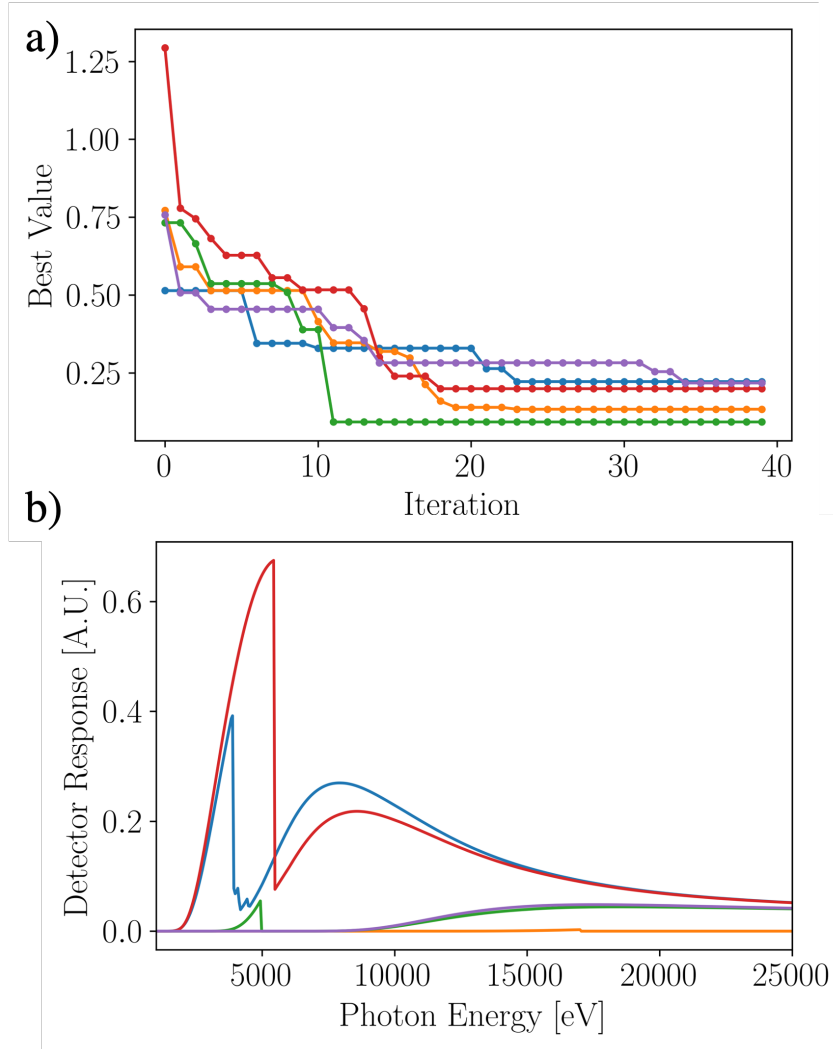 a)
1.25
1.00
0.75
0.50
0.25
Best Value
0 10 20 30 40
Iteration
b)
0.6
0.4
0.2
0.0
Detector Response [A.U.]
5000 10000 15000 20000 25000
Photon Energy [eV]